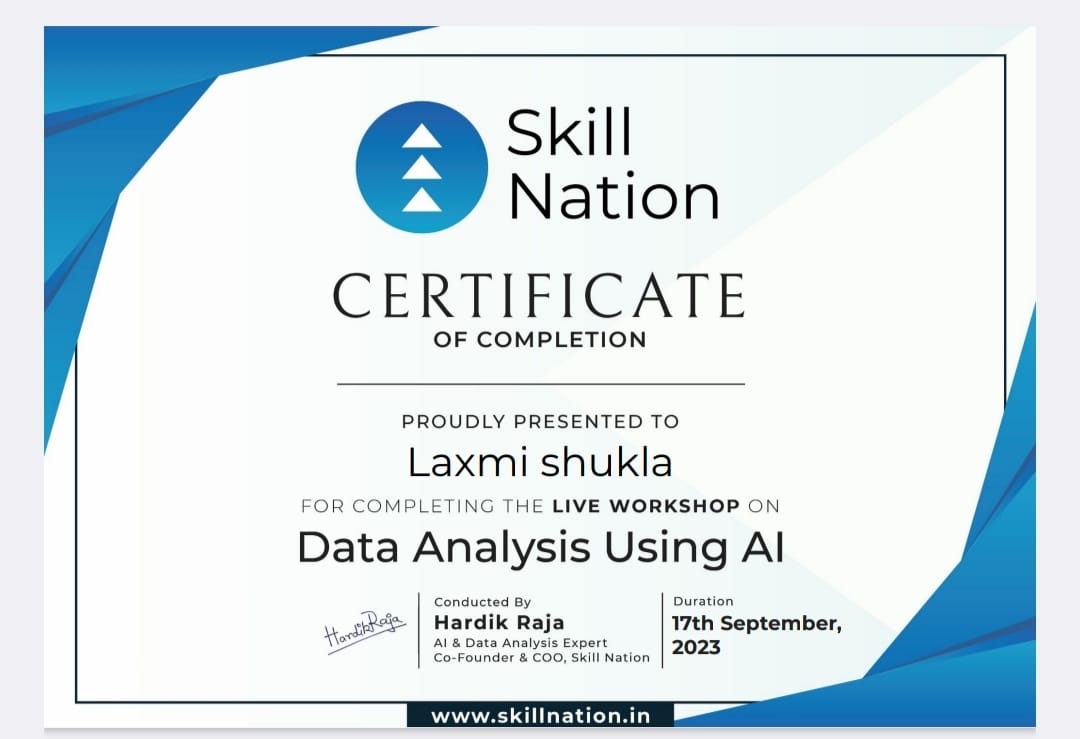 Skill
Nation
CERTIFICATE
OF COMPLETION
PROUDLY PRESENTED TO
Laxmi shukla
FOR COMPLETING THE LIVE WORKSHOP ON
Data Analysis Using AI
HardikRaja
Conducted By
Hardik Raja
AI & Data Analysis Expert
Co-Founder & COO, Skill Nation
Duration
17th September,
2023
www.skillnation.in